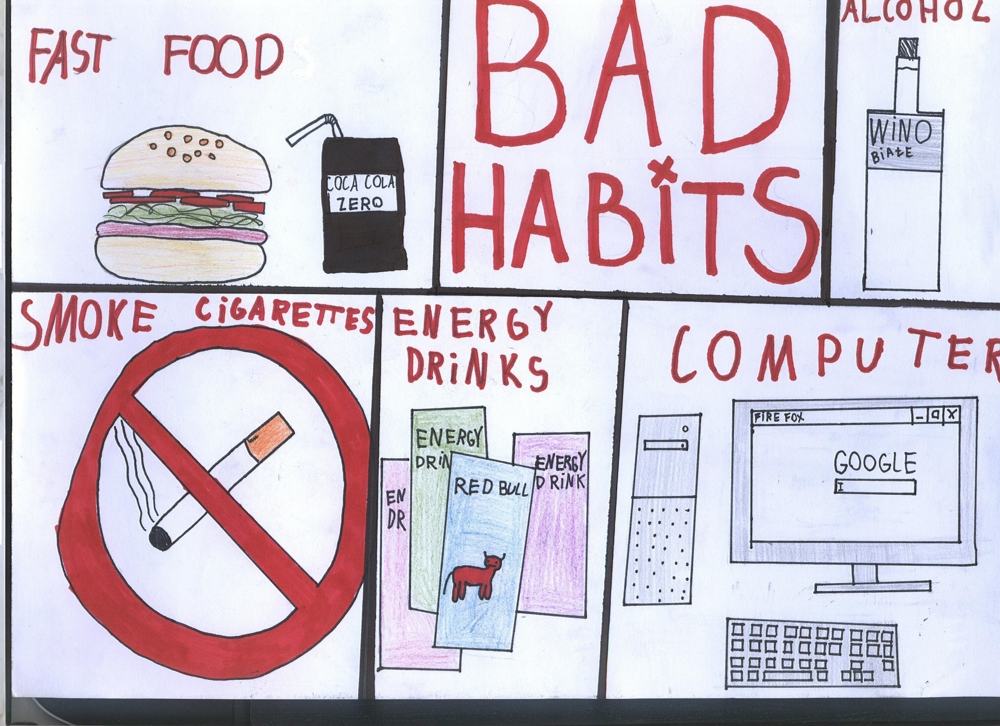 FAST FOOD
COCA COLA
ZERO
BAD
HABiTS
ALCOHOL
WiNO
BiAŁE
SMOKE CiGARETTES
ENERGY
DRiNKS
ENERGY
DRIN
EN
DR
RED BULL
ENERGY
DRiNK
COMPUTER
FiRE FOX
GOOGLE